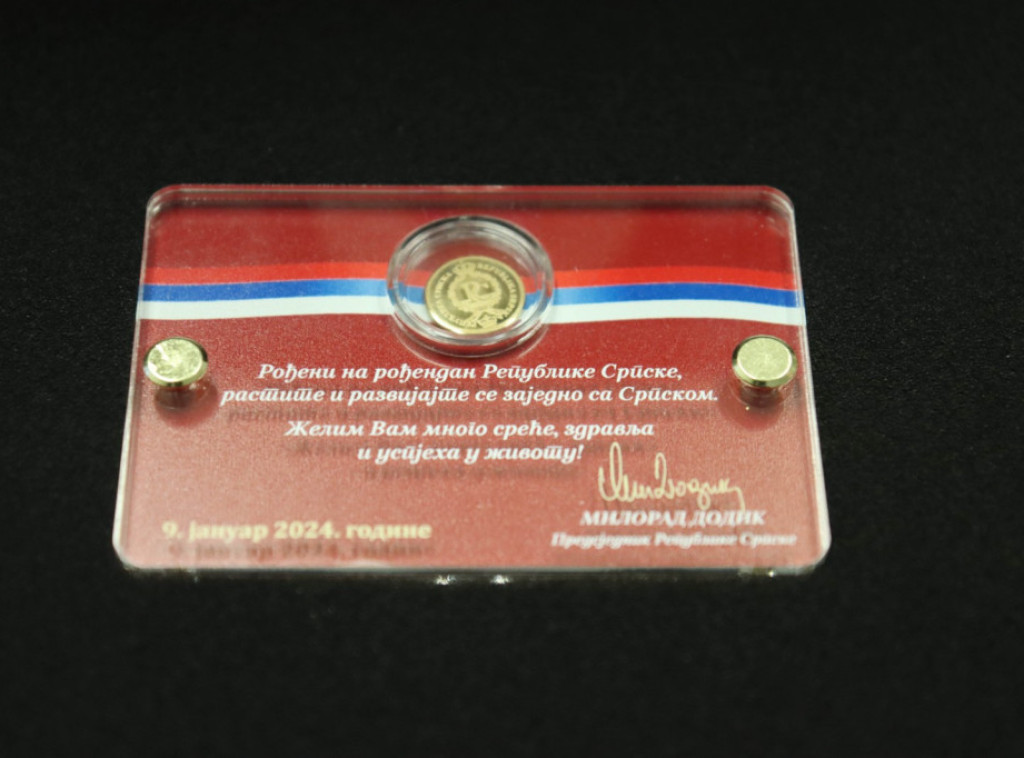 Рођени на рођендан Републике Српске,
растите и развијајте се заједно са Српском.
Желим Вам много среће, здравља
и успјеха у животу!
9. јануар 2024. године
МИЛОРАД ДОДИК
Предсједник Републике Српске